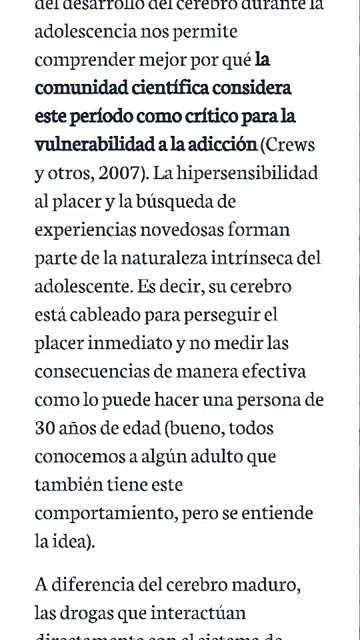 del desarrollo del cerebro durante la
adolescencia nos permite
comprender mejor por qué la
comunidad científica considera
este período como crítico para la
vulnerabilidad a la adicción (Crews
y otros, 2007). La hipersensibilidad
al placer y la búsqueda de
experiencias novedosas forman
parte de la naturaleza intrínseca del
adolescente. Es decir, su cerebro
está cableado para perseguir el
placer inmediato y no medir las
consecuencias de manera efectiva
como lo puede hacer una persona de
30 años de edad (bueno, todos
conocemos a algún adulto que
también tiene este
comportamiento, pero se entiende
la idea).
A diferencia del cerebro maduro,
las drogas que interactúan
directamente con el sistema de